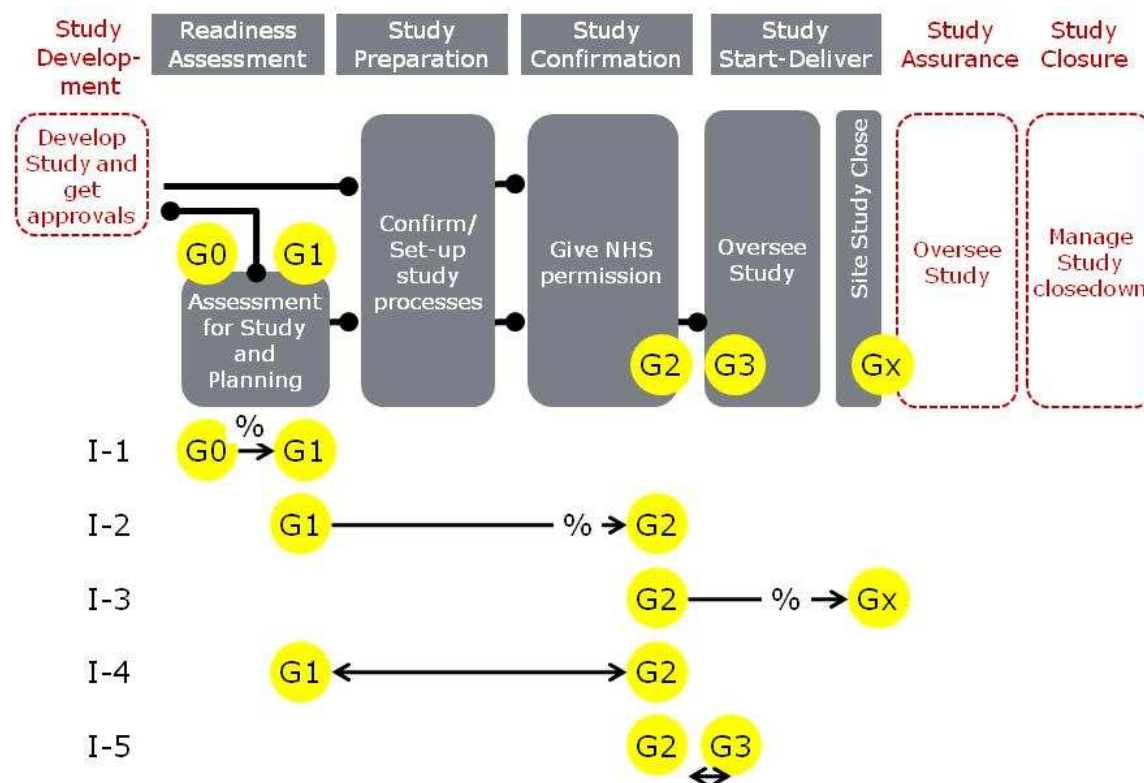 Study
Develop-
ment
Readiness
Assessment
Study
Preparation
Study
Confirmation
Study
Start-Deliver
Study
Assurance
Study
Closure
Develop
Study and
get
approvals
G0
G1
Assessment
for Study
and
Planning
Confirm/
Set-up
study
processes
Give NHS
permission
G2
Oversee
Study
G3
Site Study Close
Gx
Oversee
Study
Manage
Study
closedown
I-1 G0 % G1
I-2 G1 % G2
I-3 G2 % Gx
I-4 G1 G2
I-5 G2 G3